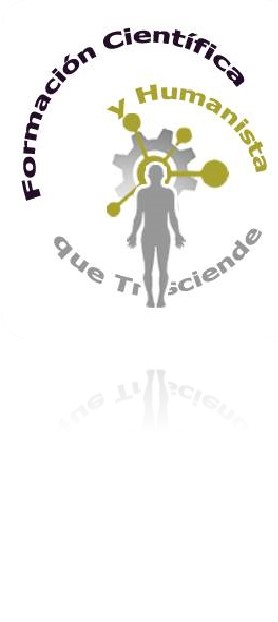 Formación Científica
y Humanista
que Trasciende